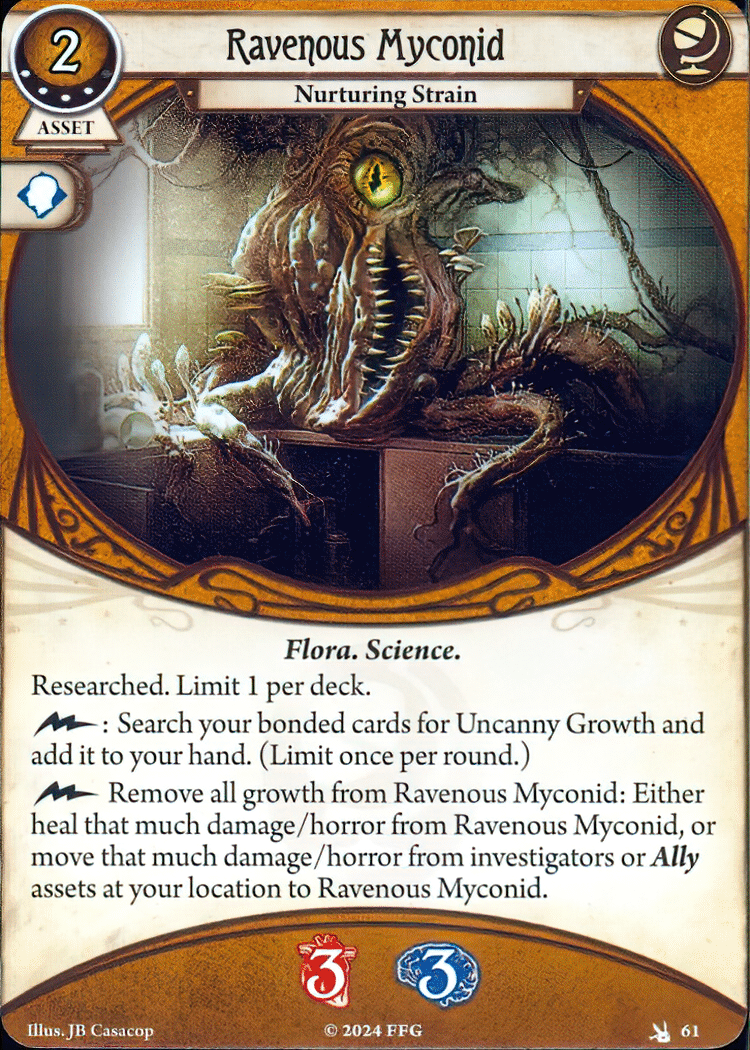 2
Ravenous Myconid
Nurturing Strain
ASSET
Flora. Science.
Researched. Limit 1 per deck.
: Search your bonded cards for Uncanny Growth and
add it to your hand. (Limit once per round.)
Remove all growth from Ravenous Myconid: Either
heal that much damage/horror from Ravenous Myconid, or
move that much damage/horror from investigators or Ally
assets at your location to Ravenous Myconid.
3 3
Illus. JB Casacop © 2024 FFG 61